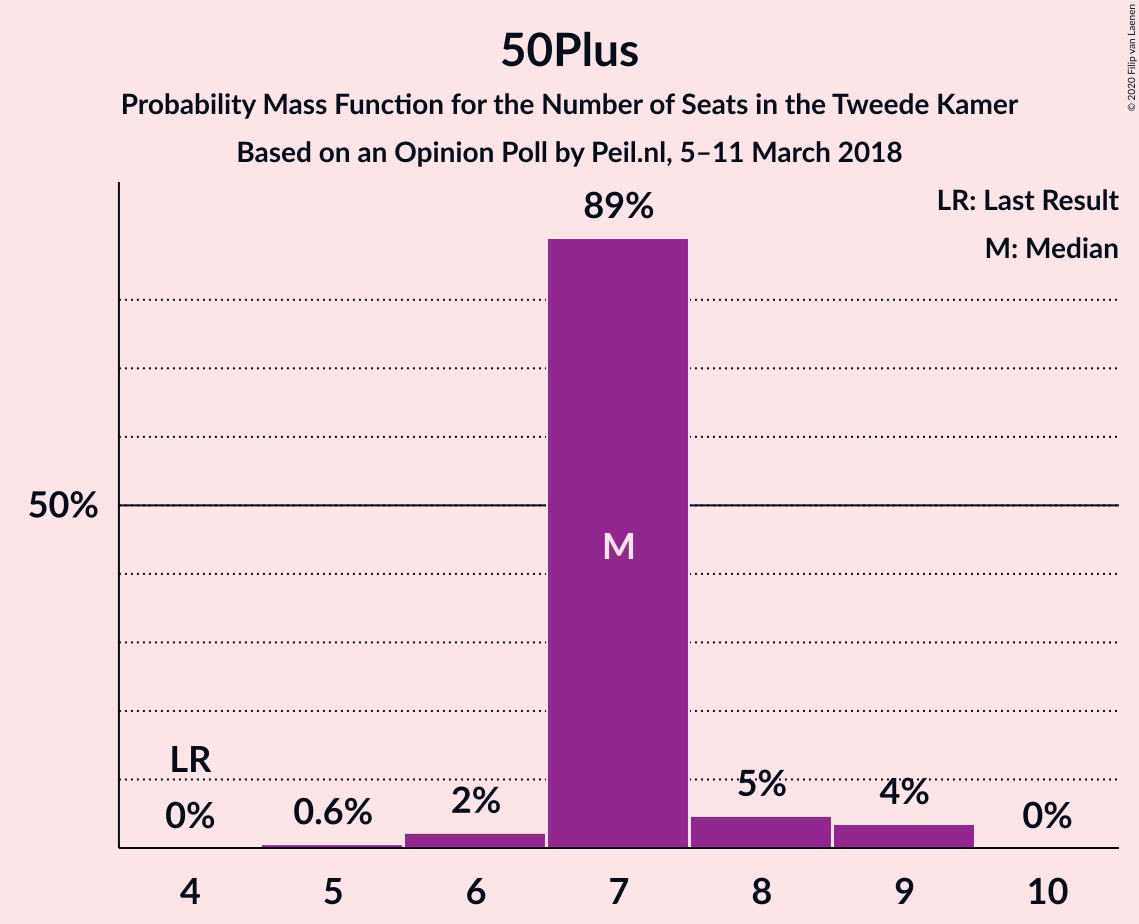 50Plus
Probability Mass Function for the Number of Seats in the Tweede Kamer
Based on an Opinion Poll by Peil.nl, 5–11 March 2018
© 2020 Filip van Laenen
LR: Last Result
M: Median
89%
50%
M
LR
0%
0.6%
2%
5%
4%
0%
4 5 6 7 8 9 10